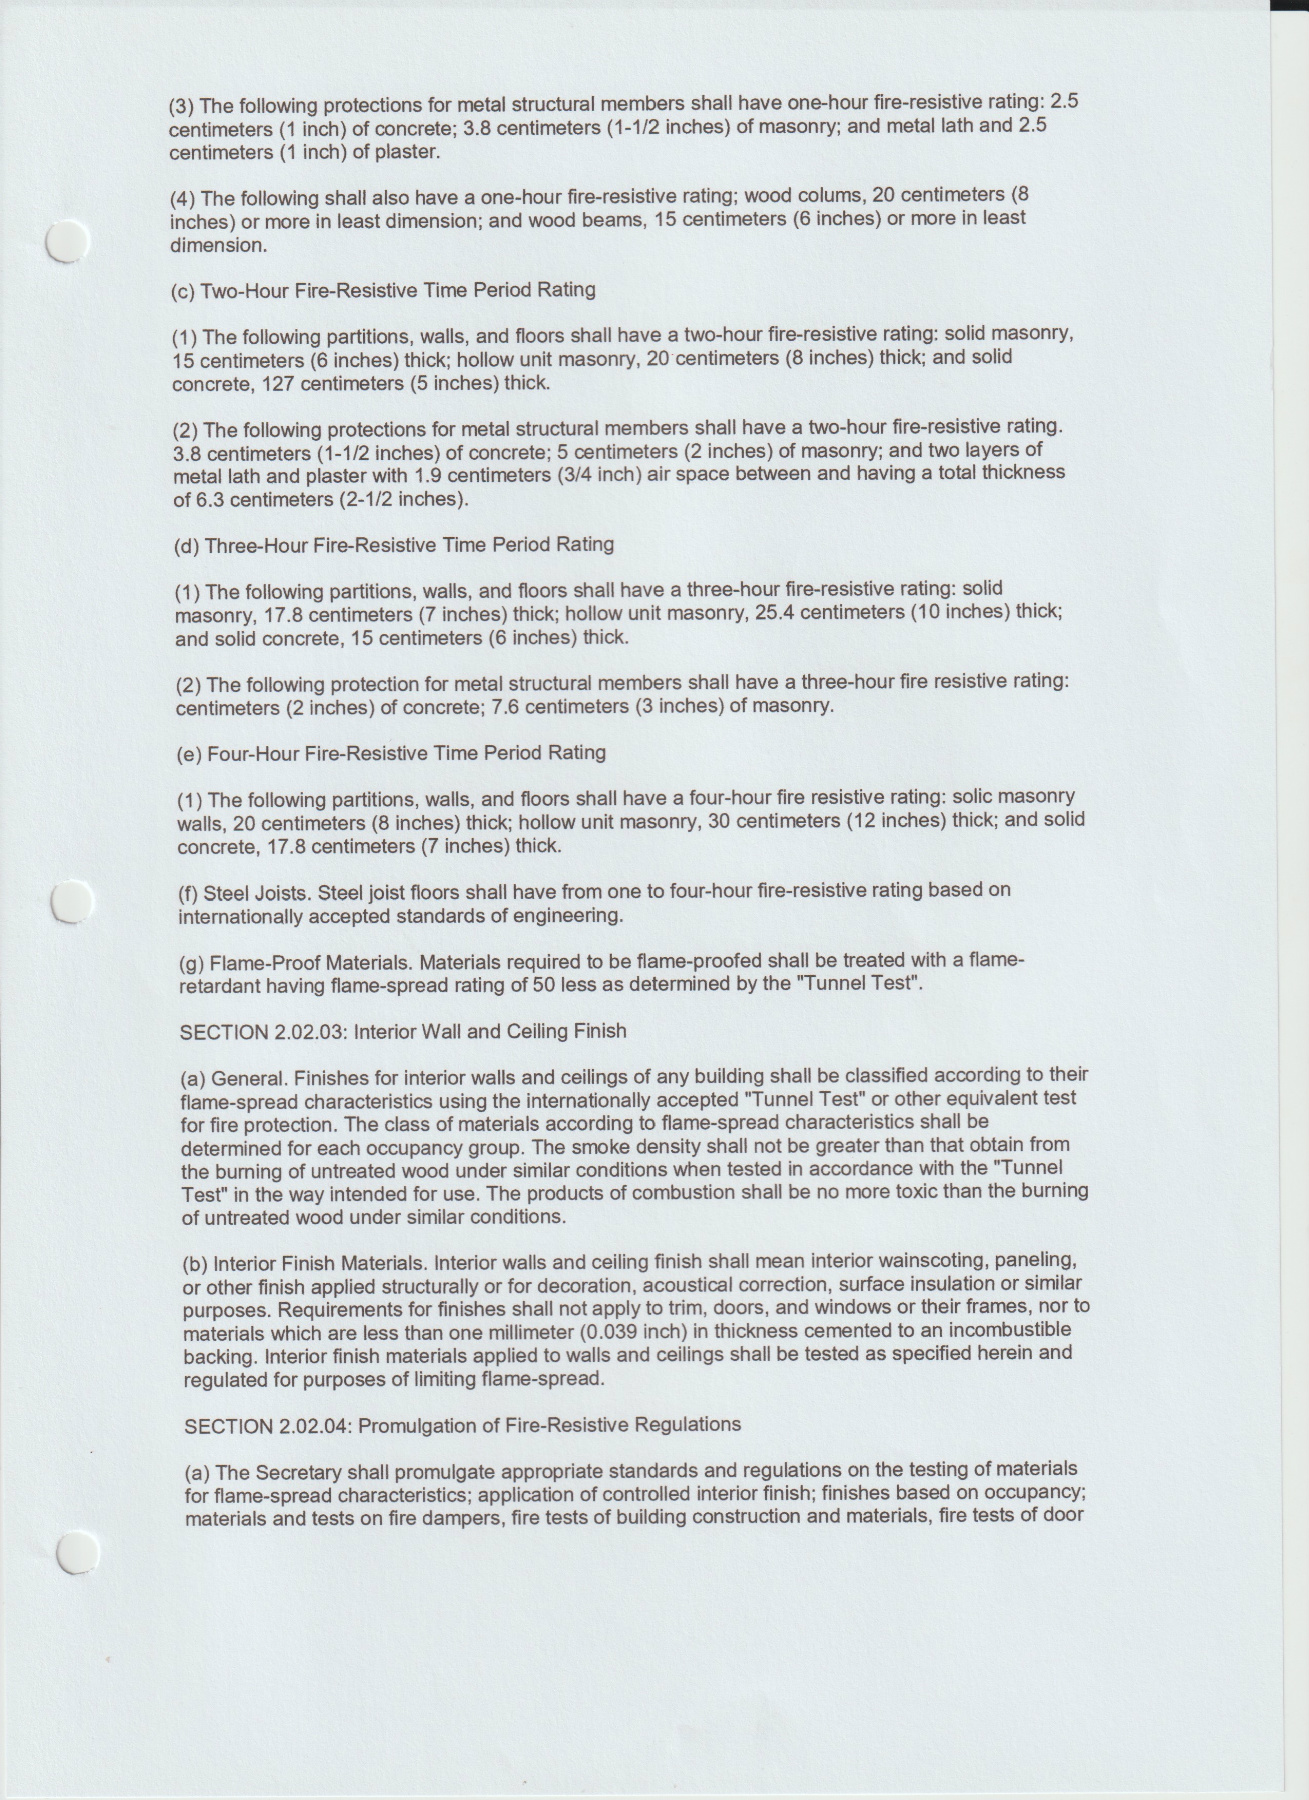 (3) The following protections for metal structural members shall have one-hour fire-resistive rating: 2.5
centimeters (1 inch) of concrete; 3.8 centimeters (1-1/2 inches) of masonry; and metal lath and 2.5
centimeters (1 inch) of plaster.
(4) The following shall also have a one-hour fire-resistive rating; wood colums, 20 centimeters (8
inches) or more in least dimension; and wood beams, 15 centimeters (6 inches) or more in least
dimension.
(c) Two-Hour Fire-Resistive Time Period Rating
(1) The following partitions, walls, and floors shall have a two-hour fire-resistive rating: solid masonry,
15 centimeters (6 inches) thick; hollow unit masonry, 20 centimeters (8 inches) thick; and solid
concrete, 127 centimeters (5 inches) thick.
(2) The following protections for metal structural members shall have a two-hour fire-resistive rating.
3.8 centimeters (1-1/2 inches) of concrete; 5 centimeters (2 inches) of masonry; and two layers of
metal lath and plaster with 1.9 centimeters (3/4 inch) air space between and having a total thickness
of 6.3 centimeters (2-1/2 inches).
(d) Three-Hour Fire-Resistive Time Period Rating
(1) The following partitions, walls, and floors shall have a three-hour fire-resistive rating: solid
masonry, 17.8 centimeters (7 inches) thick; hollow unit masonry, 25.4 centimeters (10 inches) thick;
and solid concrete, 15 centimeters (6 inches) thick.
(2) The following protection for metal structural members shall have a three-hour fire resistive rating:
centimeters (2 inches) of concrete; 7.6 centimeters (3 inches) of masonry.
(e) Four-Hour Fire-Resistive Time Period Rating
(1) The following partitions, walls, and floors shall have a four-hour fire resistive rating: solic masonry
walls, 20 centimeters (8 inches) thick; hollow unit masonry, 30 centimeters (12 inches) thick; and solid
concrete, 17.8 centimeters (7 inches) thick.
(f) Steel Joists. Steel joist floors shall have from one to four-hour fire-resistive rating based on
internationally accepted standards of engineering.
(g) Flame-Proof Materials. Materials required to be flame-proofed shall be treated with a flame-
retardant having flame-spread rating of 50 less as determined by the "Tunnel Test".
SECTION 2.02.03: Interior Wall and Ceiling Finish
(a) General. Finishes for interior walls and ceilings of any building shall be classified according to their
flame-spread characteristics using the internationally accepted "Tunnel Test" or other equivalent test
for fire protection. The class of materials according to flame-spread characteristics shall be
determined for each occupancy group. The smoke density shall not be greater than that obtain from
the burning of untreated wood under similar conditions when tested in accordance with the "Tunnel
Test" in the way intended for use. The products of combustion shall be no more toxic than the burning
of untreated wood under similar conditions.
(b) Interior Finish Materials. Interior walls and ceiling finish shall mean interior wainscoting, paneling,
or other finish applied structurally or for decoration, acoustical correction, surface insulation or similar
purposes. Requirements for finishes shall not apply to trim, doors, and windows or their frames, nor to
materials which are less than one millimeter (0.039 inch) in thickness cemented to an incombustible
backing. Interior finish materials applied to walls and ceilings shall be tested as specified herein and
regulated for purposes of limiting flame-spread.
SECTION 2.02.04: Promulgation of Fire-Resistive Regulations
(a) The Secretary shall promulgate appropriate standards and regulations on the testing of materials
for flame-spread characteristics; application of controlled interior finish; finishes based on occupancy;
materials and tests on fire dampers, fire tests of building construction and materials, fire tests of door